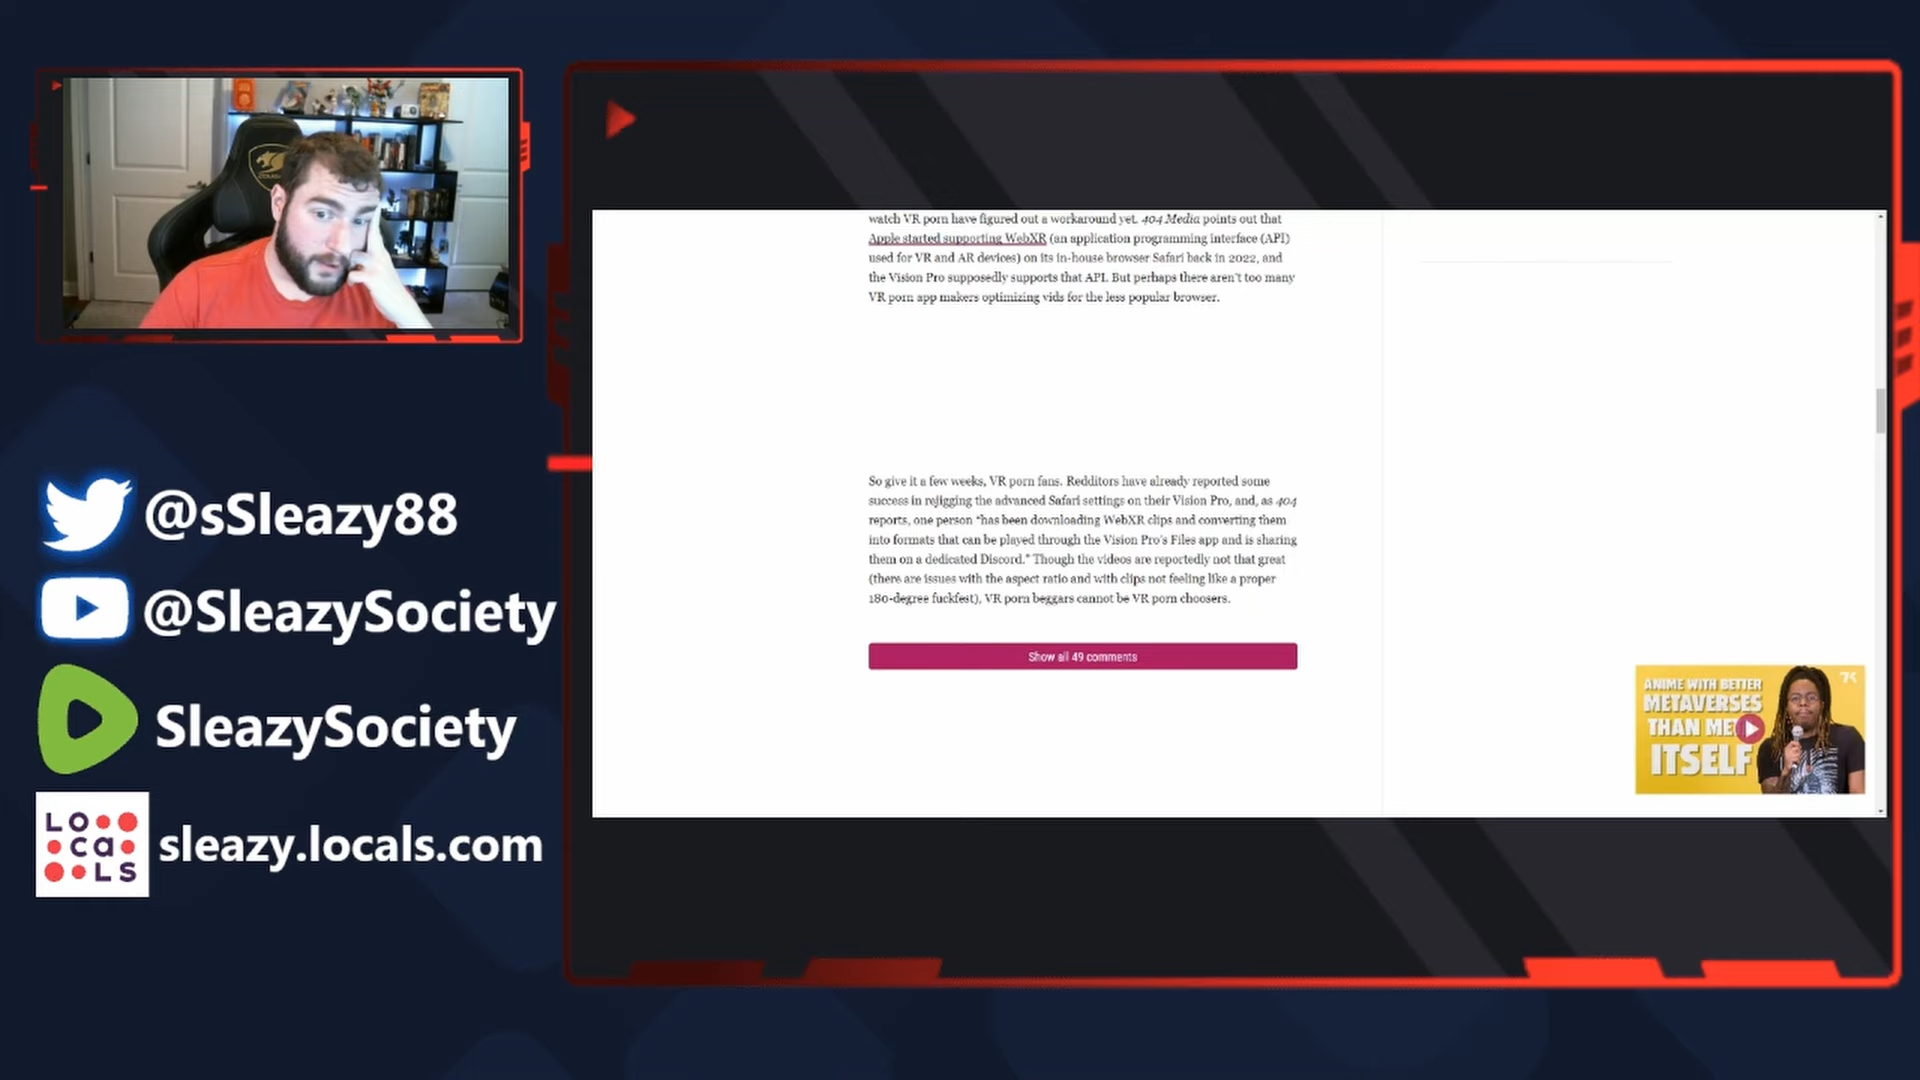 @sSleazy88
@SleazySociety
SleazySociety
LOcaLS
sleazy.locals.com
watch VR porn have figured out a workaround yet. 404 Media points out that
Apple started supporting WebXR (an application programming interface (API)
used for VR and AR devices) on its in-house browser Safari back in 2022, and
the Vision Pro supposedly supports that API. But perhaps there aren't too many
VR porn app makers optimizing vids for the less popular browser.
So give it a few weeks, VR porn fans. Redditors have already reported some
success in rejigging the advanced Safari settings on their Vision Pro, and, as 404
reports, one person "has been downloading WebXR clips and converting them
into formats that can be played through the Vision Pro's Files app and is sharing
them on a dedicated Discord." Though the videos are reportedly not that great
(there are issues with the aspect ratio and with clips not feeling like a proper
180-degree fuckfest), VR porn beggars cannot be VR porn choosers.
Show all 49 comments
ANIME WITH BETTER
METAVERSES
THAN
ITSELF